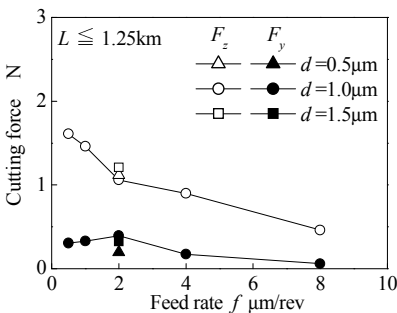 L ≦ 1.25km
F_z F_y
d=0.5μm
d=1.0μm
d=1.5μm
Cutting force N
3
2
1
0
0 2 4 6 8 10
Feed rate f μm/rev